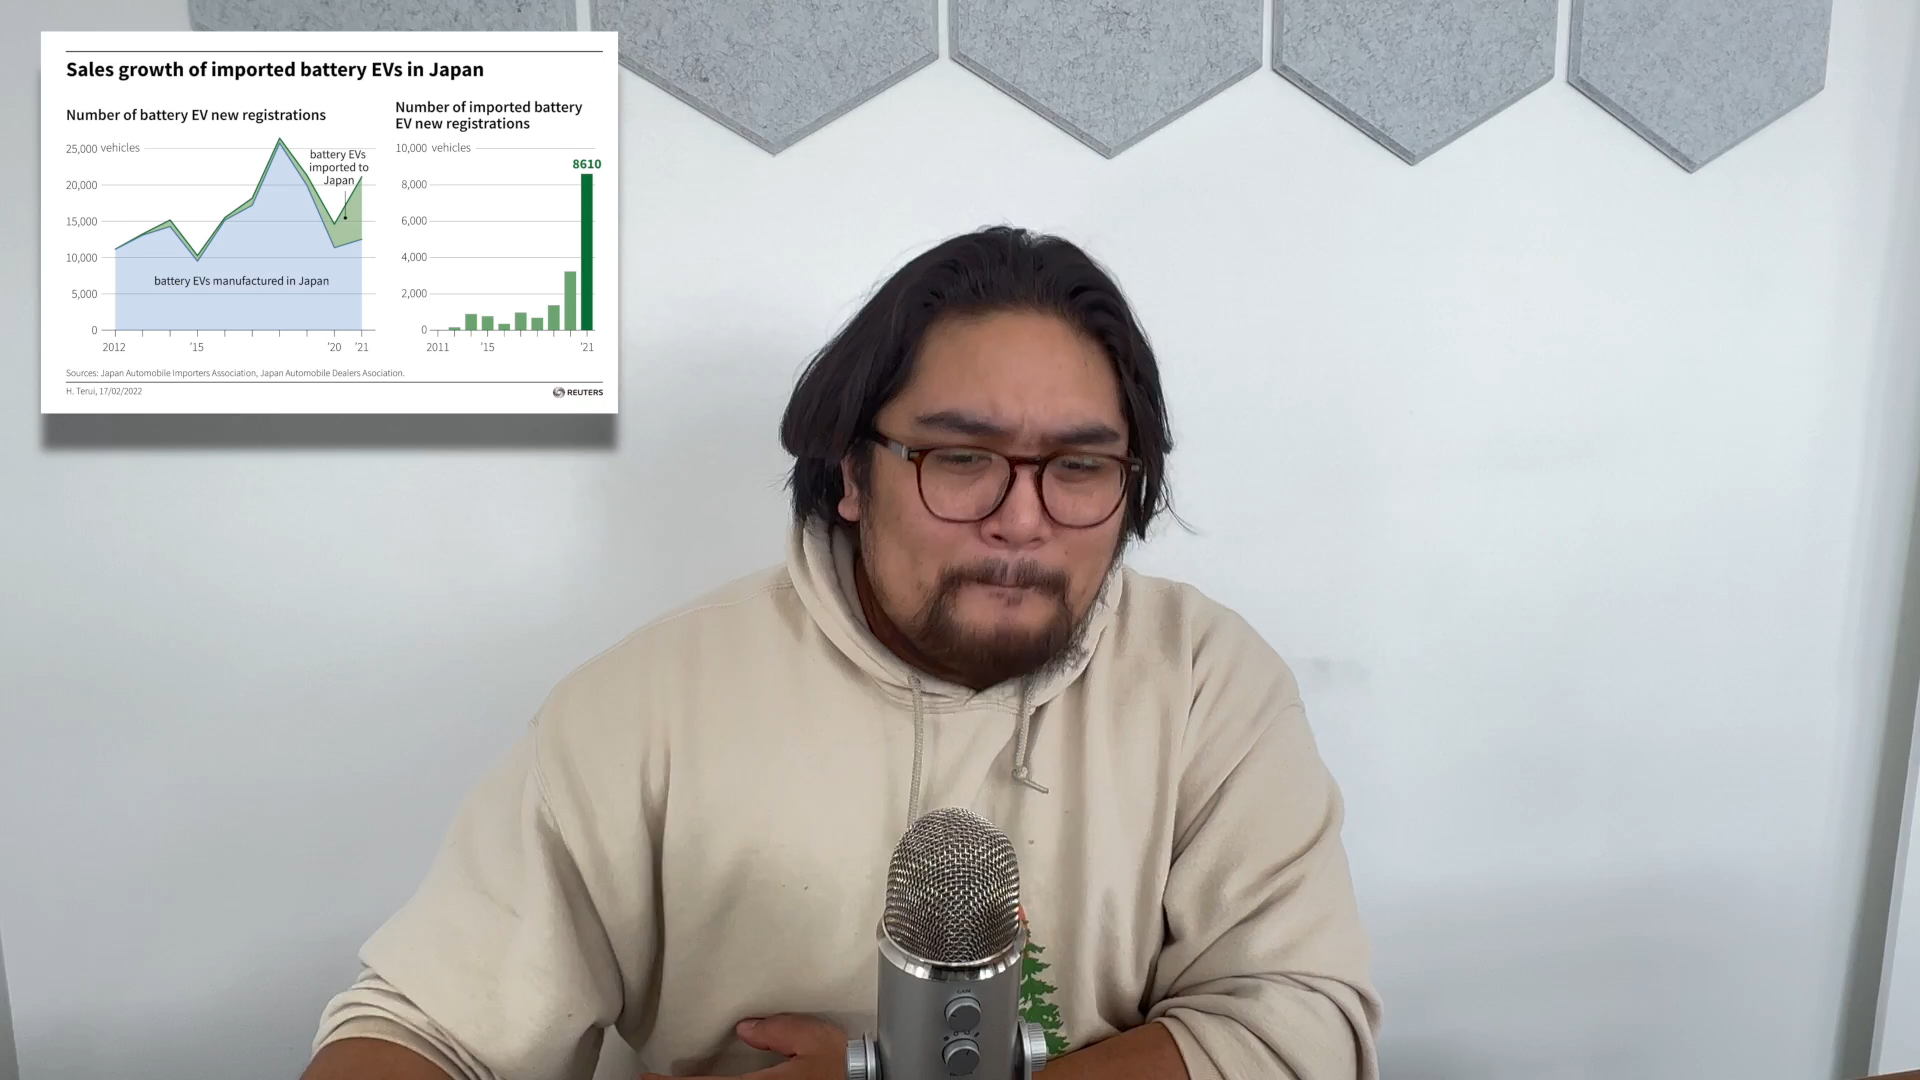 Sales growth of imported battery EVs in Japan
Number of battery EV new registrations
25,000 vehicles
20,000
15,000
10,000
5,000
0
battery EVs
imported to
Japan
battery EVs manufactured in Japan
2012 '15 '20 '21
Number of imported battery
EV new registrations
10,000 vehicles
8,000
6,000
4,000
2,000
0
8610
2011 '15 '21
Sources: Japan Automobile Importers Association, Japan Automobile Dealers Asociation.
H. Terui, 17/02/2022
REUTERS
GAIN